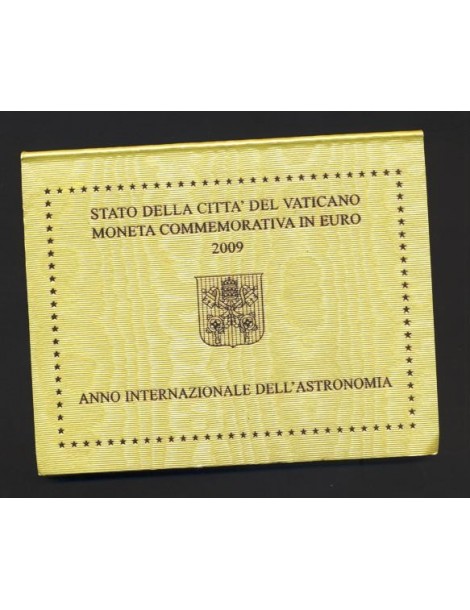 STATO DELLA CITTA' DEL VATICANO
MONETA COMMEMORATIVA IN EURO
2009
ANNO INTERNAZIONALE DELL'ASTRONOMIA